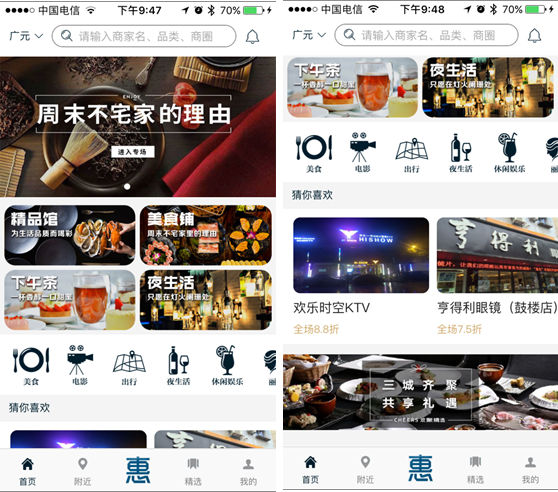 中国电信
下午9:47
70%
广元
请输入商家名、品类、商圈
ENJOY
周末不宅家的理由
进入专场
精品馆
为生活品质而喝彩
美食铺
周末不宅家里的理由
下午茶
一杯香醇一口甜蜜
夜生活
只愿在灯火阑珊处
美食
电影
出行
夜生活
休闲娱乐
丽
猜你喜欢
首页
附近
惠
精选
我的
中国电信
下午9:48
70%
广元
请输入商家名、品类、商圈
下午茶
一杯香醇一口甜蜜
夜生活
只愿在灯火阑珊处
美食
电影
出行
夜生活
休闲娱乐
丽
猜你喜欢
HISHOW
亨得利
欢乐时空KTV
全场8.8折
亨得利眼镜（鼓楼店）
全场7.5折
三城齐聚
共享礼遇
首页
附近
惠
精选
我的